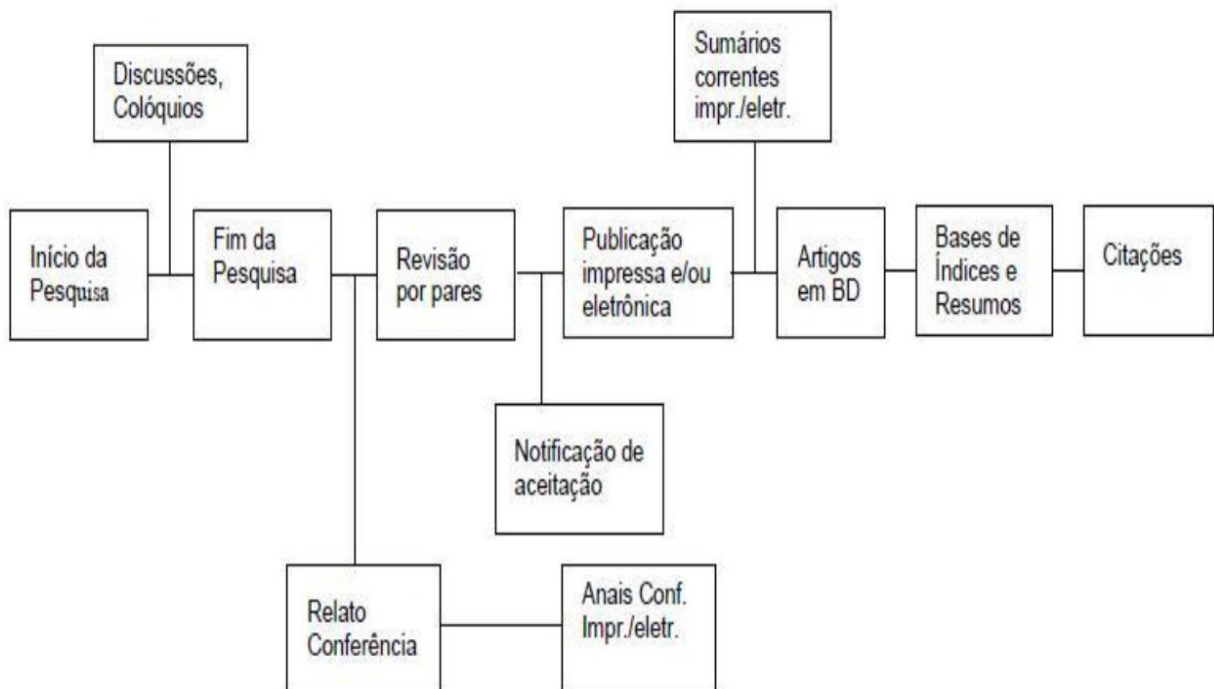 Discussões,
Colóquios
Sumários
correntes
impr./eletr.
Início da
Pesquisa
Fim da
Pesquisa
Revisão
por pares
Publicação
impressa e/ou
eletrônica
Artigos
em BD
Bases de
Índices e
Resumos
Citações
Notificação de
aceitação
Relato
Conferência
Anais Conf.
Impr./eletr.